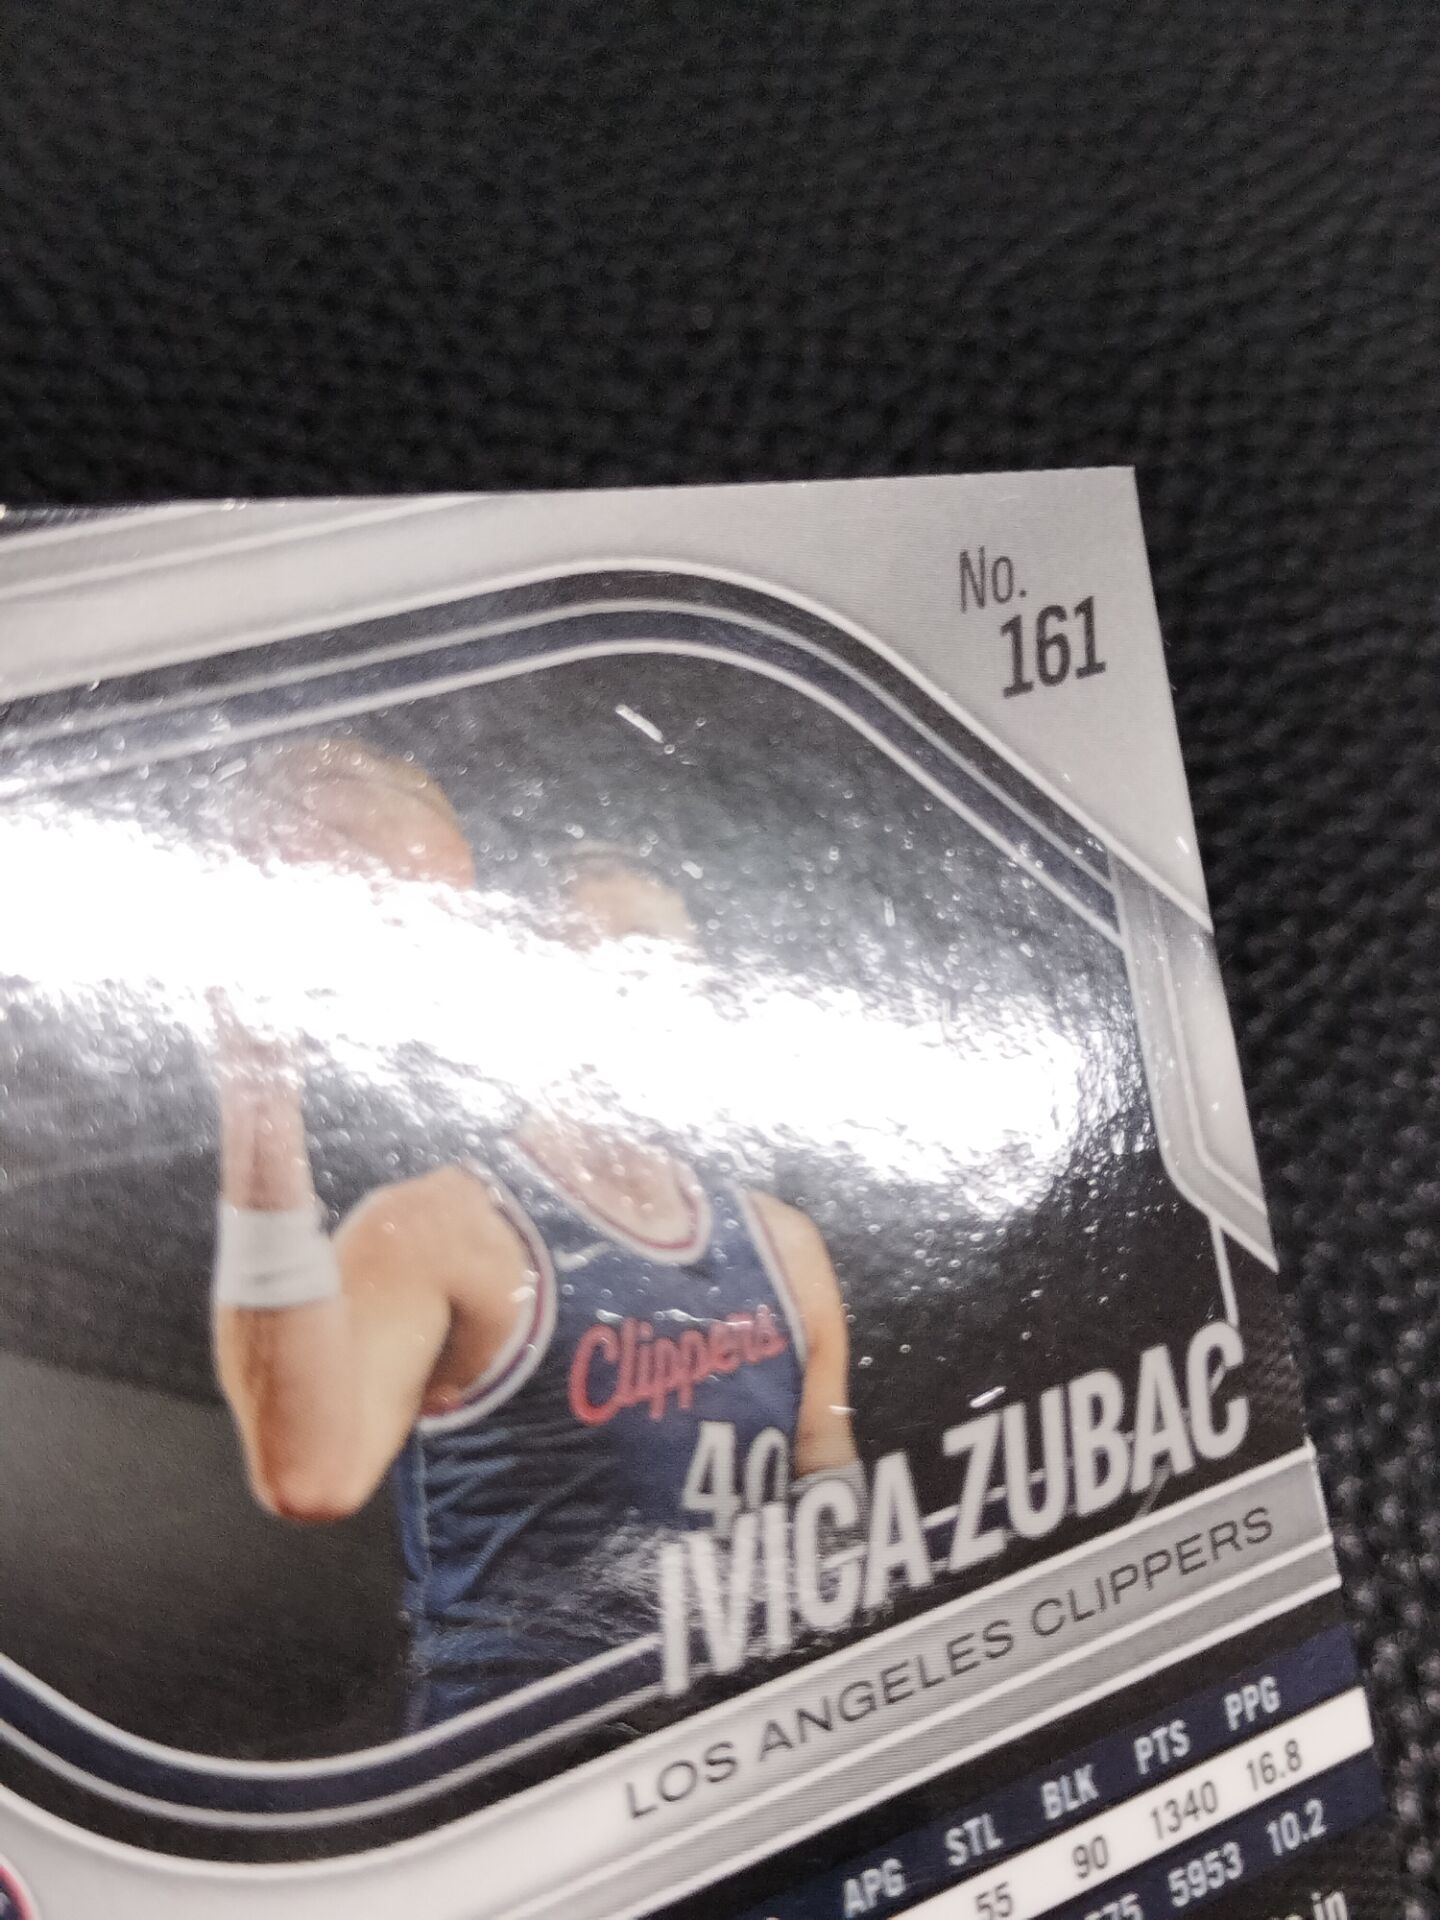 No.
161
Clippers
40
IVICA ZUBAC
LOS ANGELES CLIPPERS
APG STL BLK PTS PPG
55 90 1340 16.8
5953 10.2